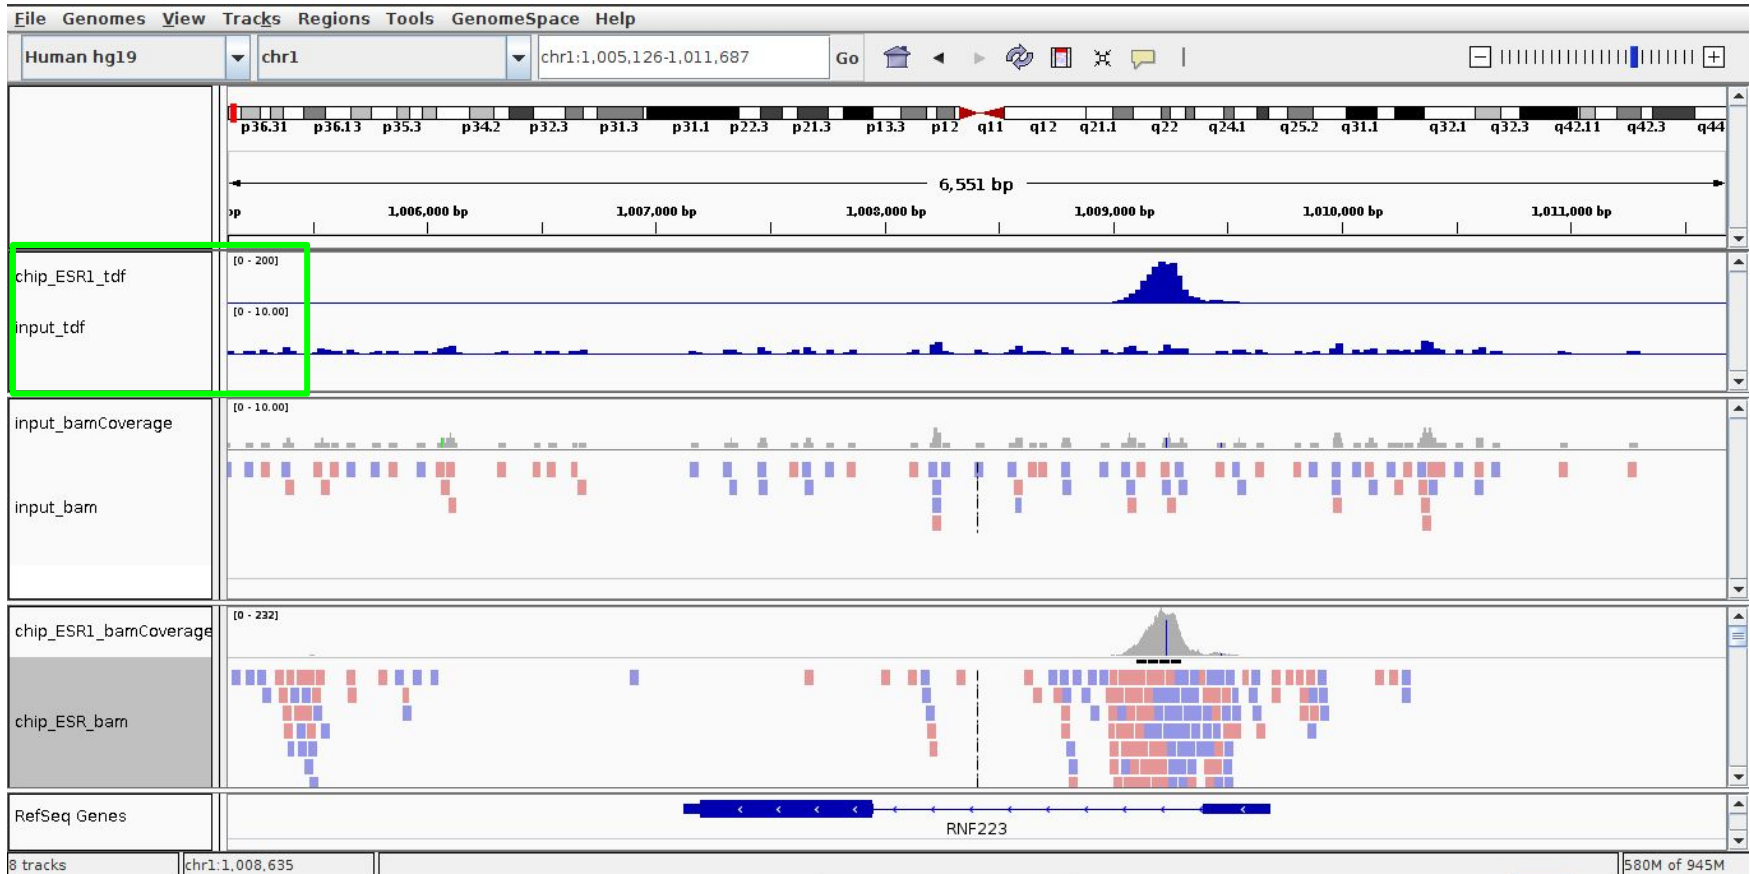 File Genomes View Tracks Regions Tools GenomeSpace Help
Human hg19 chr1 chr1:1,005,126-1,011,687 Go
p36.31 p36.13 p35.3 p34.2 p32.3 p31.3 p31.1 p22.3 p21.3 p13.3 p12 q11 q12 q21.1 q22 q24.1 q25.2 q31.1 q32.1 q32.3 q42.11 q42.3 q44
6,551 bp
bp 1,006,000 bp 1,007,000 bp 1,008,000 bp 1,009,000 bp 1,010,000 bp 1,011,000 bp
[0 - 200]
chip_ESR1_tdf
[0 - 10.00]
input_tdf
[0 - 10.00]
input_bamCoverage
input_bam
[0 - 232]
chip_ESR1_bamCoverage
chip_ESR_bam
RefSeq Genes
RNF223
8 tracks chr1:1,008,635 580M of 945M